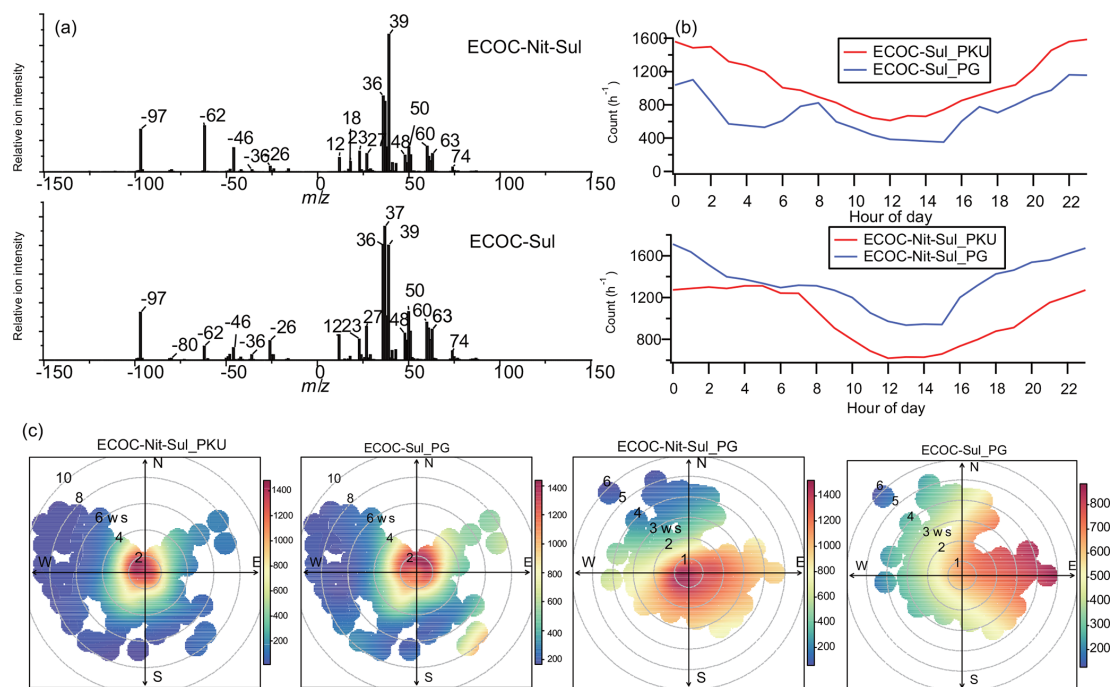 (a)
ECOC-Nit-Sul
Relative ion intensity
-97
-62
-46
-36
-26
12
18
23
27
36
39
48
50
60
63
74
-150 -100 -50 0 50 100 150
m/z
ECOC-Sul
Relative ion intensity
-97
-80
-62
-46
-36
-26
12
23
27
36
37
39
48
50
60
63
74
-150 -100 -50 0 50 100 150
m/z
(b)
ECOC-Sul_PKU
ECOC-Sul_PG
Count (h⁻¹)
1600
1200
800
400
0
0 2 4 6 8 10 12 14 16 18 20 22
Hour of day
ECOC-Nit-Sul_PKU
ECOC-Nit-Sul_PG
Count (h⁻¹)
1600
1200
800
0 2 4 6 8 10 12 14 16 18 20 22
Hour of day
(c)
ECOC-Nit-Sul_PKU
N
10
8
6 w s
4
2
W
E
S
1400
1200
1000
800
600
400
200
ECOC-Sul_PG
N
10
8
6 w s
4
2
W
E
S
1400
1200
1000
800
600
400
200
ECOC-Nit-Sul_PG
N
6
5
4
3 w s
2
1
W
E
S
1400
1200
1000
800
600
400
200
ECOC-Sul_PG
N
6
5
4
3 w s
2
1
W
E
S
800
700
600
500
400
300
200